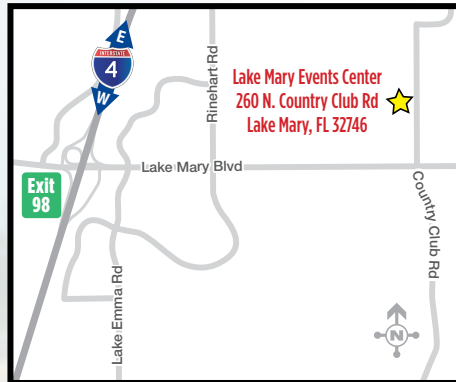 E
INTERSTATE
4
W
Rinehart Rd
Lake Mary Events Center
260 N. Country Club Rd
Lake Mary, FL 32746
Lake Mary Blvd
Exit
98
Country Club Rd
Lake Emma Rd
N